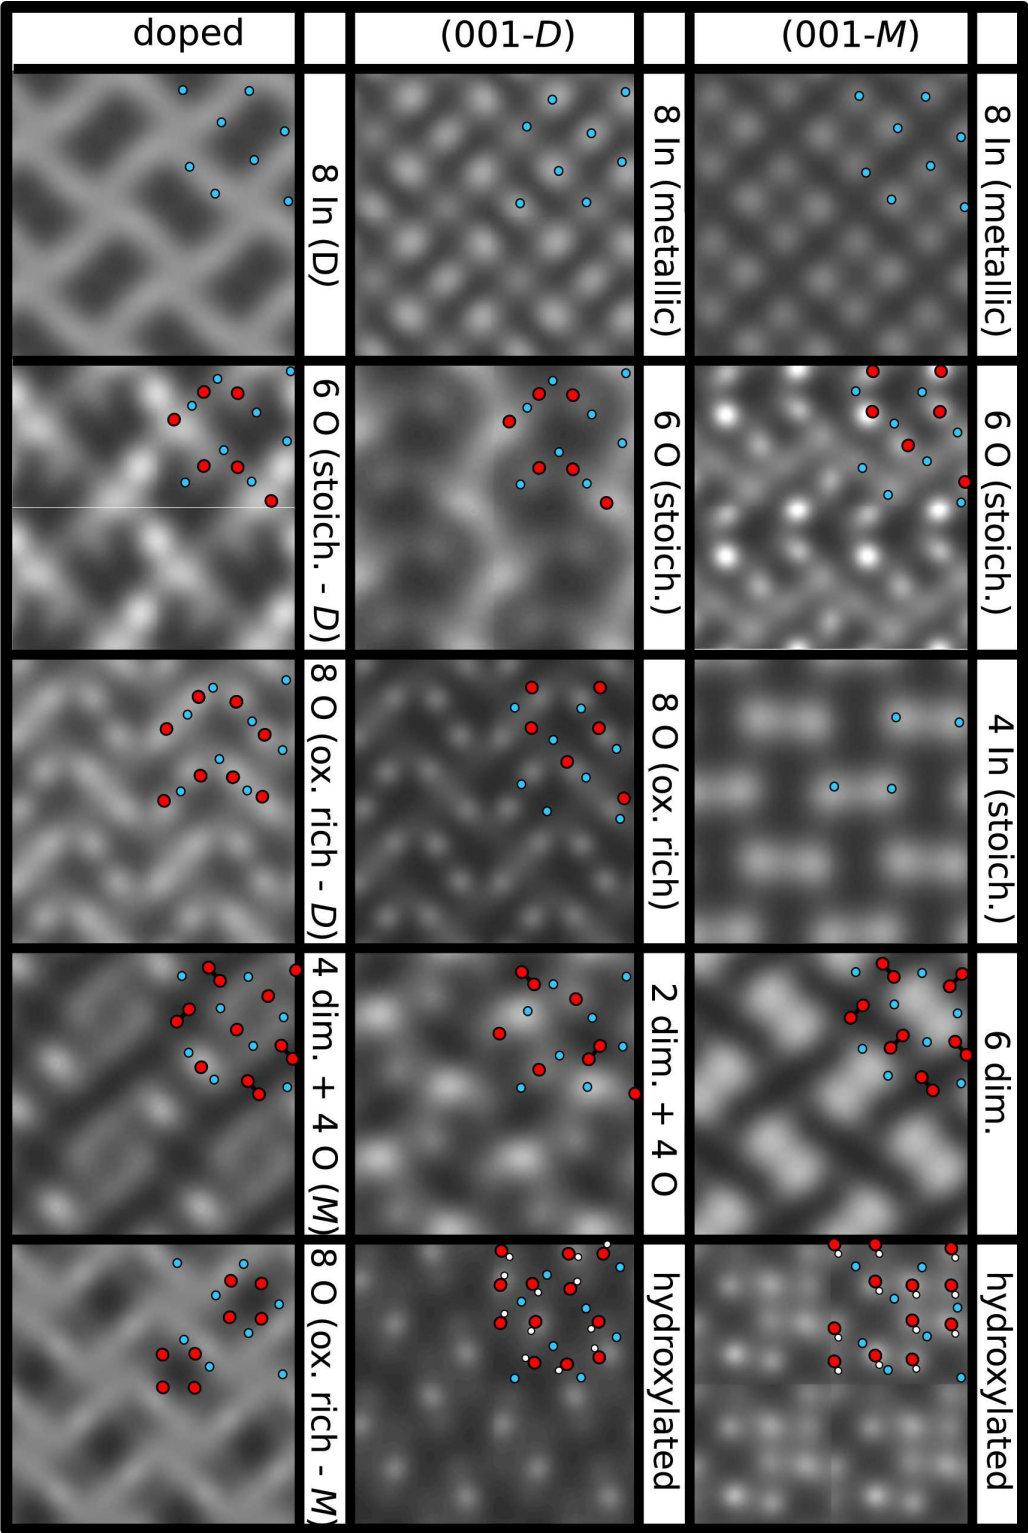 doped
(001-D)
(001-M)
8 In (D)
8 In (metallic)
8 In (metallic)
6 O (stoich. - D)
6 O (stoich.)
6 O (stoich.)
8 O (ox. rich - D)
8 O (ox. rich)
4 In (stoich.)
4 dim. + 4 O (M)
2 dim. + 4 O
6 dim.
8 O (ox. rich - M)
hydroxylated
hydroxylated